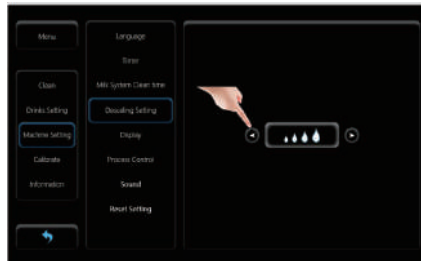 Menu
Clean
Drinks Setting
Machine Setting
Calibrate
Information
Language
Timer
Milk System Clean time
Descaling Setting
Display
Process Control
Sound
Reset Setting